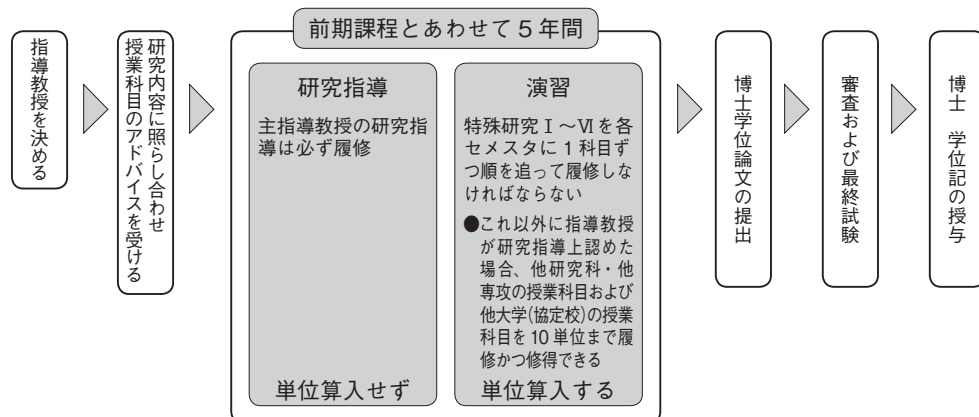 指導教授を決める
研究内容に照らし合わせ
授業科目のアドバイスを受ける
前期課程とあわせて5年間
研究指導
主指導教授の研究指
導は必ず履修
単位算入せず
演習
特殊研究Ⅰ〜Ⅵを各
セメスタに1科目ず
つ順を追って履修しな
ければならない
●これ以外に指導教授
が研究指導上認めた
場合、他研究科・他
専攻の授業科目および
他大学(協定校)の授業
科目を10単位まで履
修かつ修得できる
単位算入する
博士学位論文の提出
審査および最終試験
博士 学位記の授与